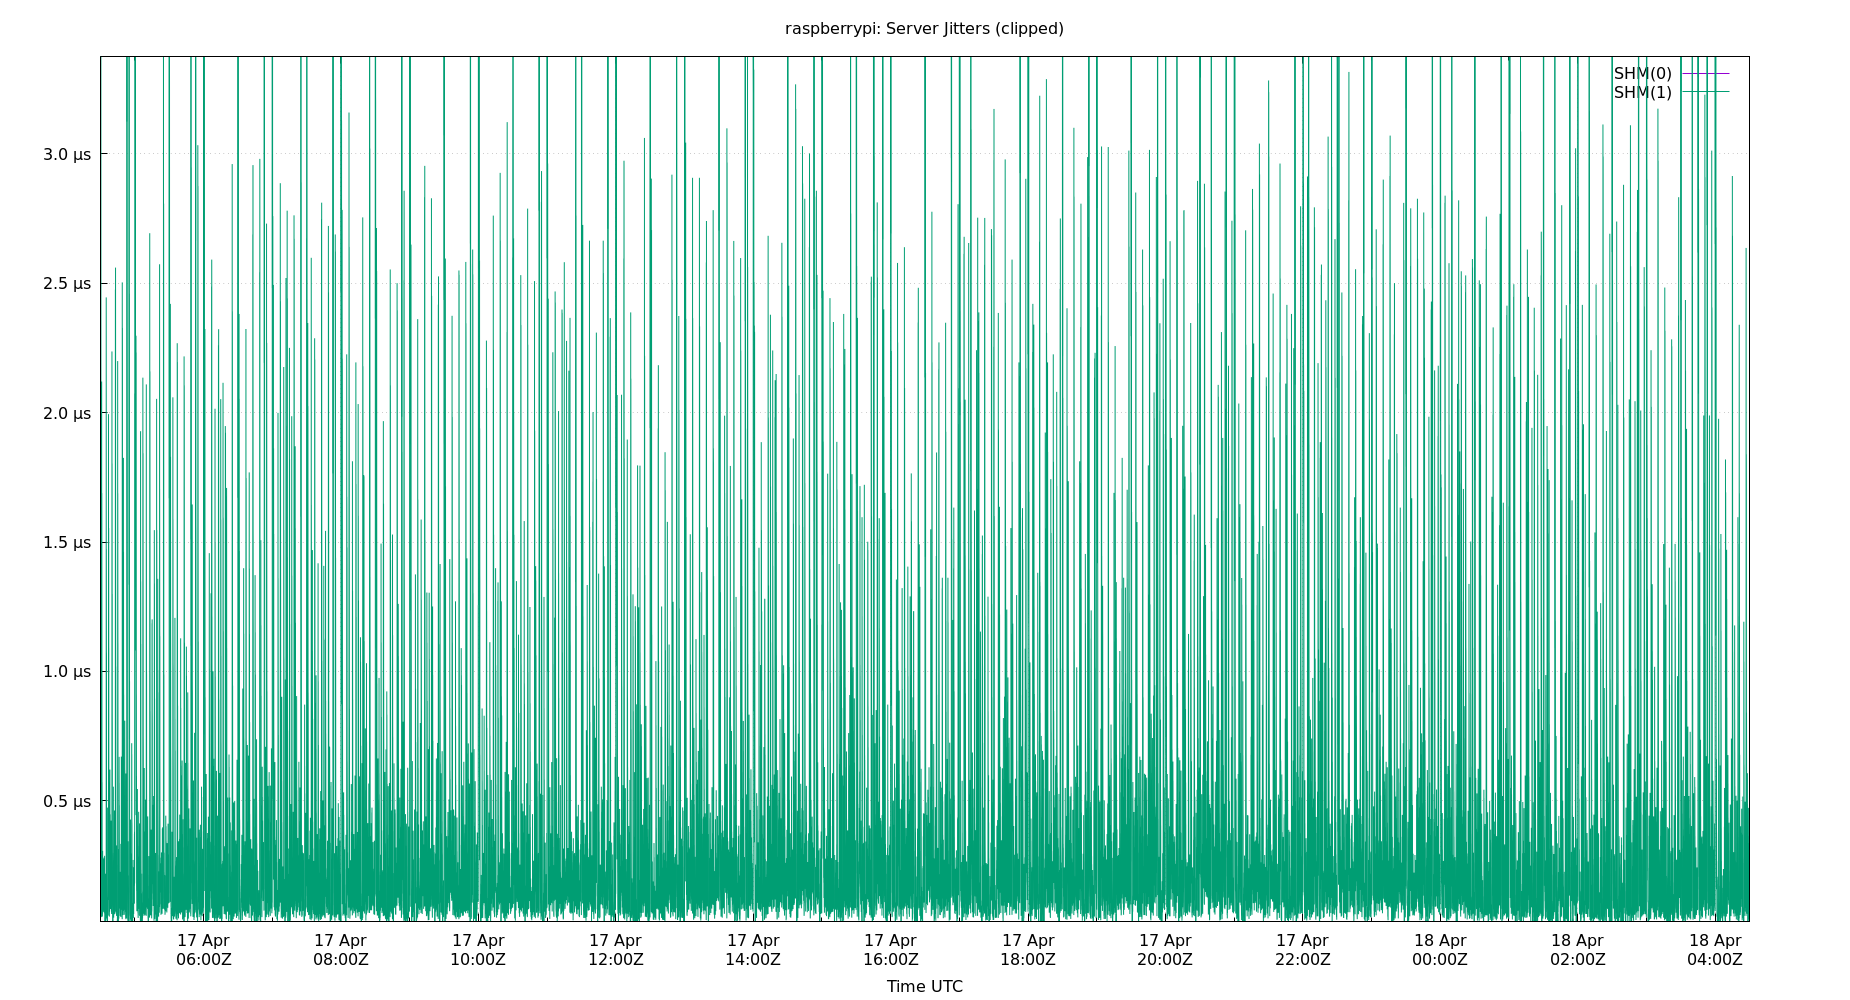 raspberrypi: Server Jitters (clipped)
SHM(0)
SHM(1)
3.0 µs
2.5 µs
2.0 µs
1.5 µs
1.0 µs
0.5 µs
17 Apr 17 Apr 17 Apr 17 Apr 17 Apr 17 Apr 17 Apr 17 Apr 17 Apr 18 Apr 18 Apr 18 Apr
06:00Z 08:00Z 10:00Z 12:00Z 14:00Z 16:00Z 18:00Z 20:00Z 22:00Z 00:00Z 02:00Z 04:00Z
Time UTC